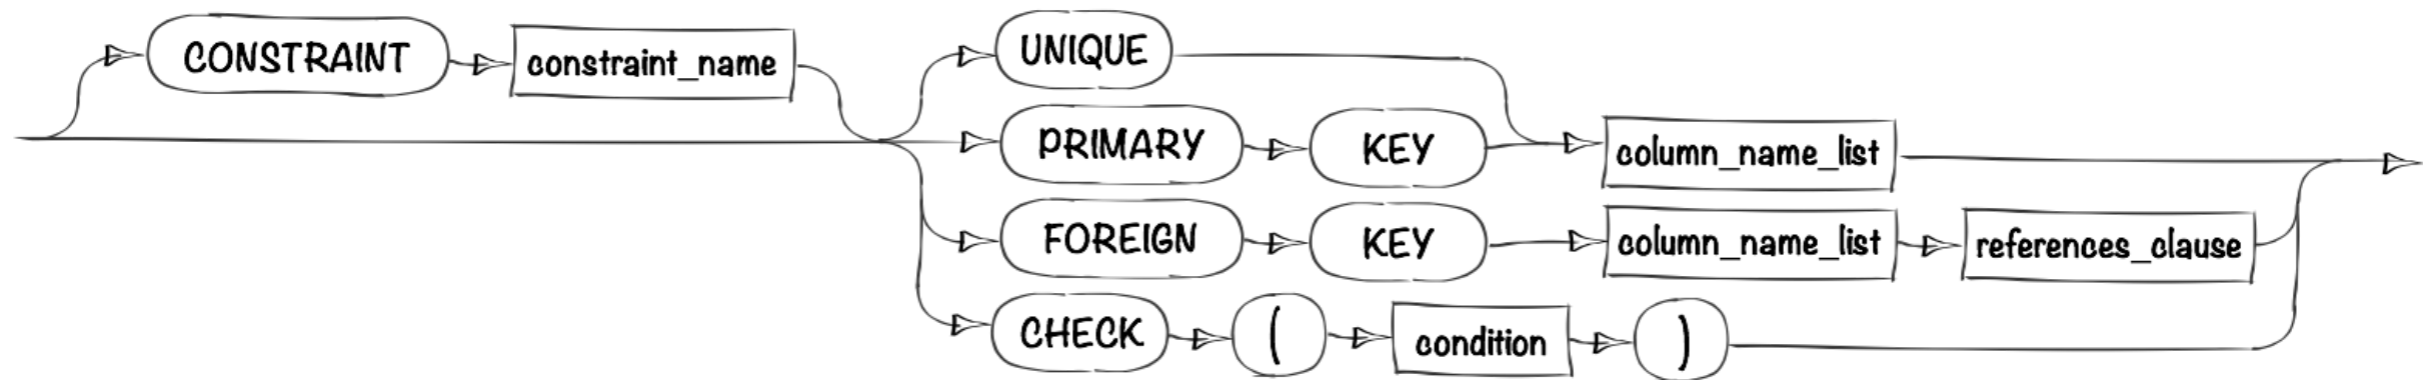 CONSTRAINT constraint_name UNIQUE
PRIMARY KEY column_name_list
FOREIGN KEY column_name_list references_clause
CHECK ( condition )